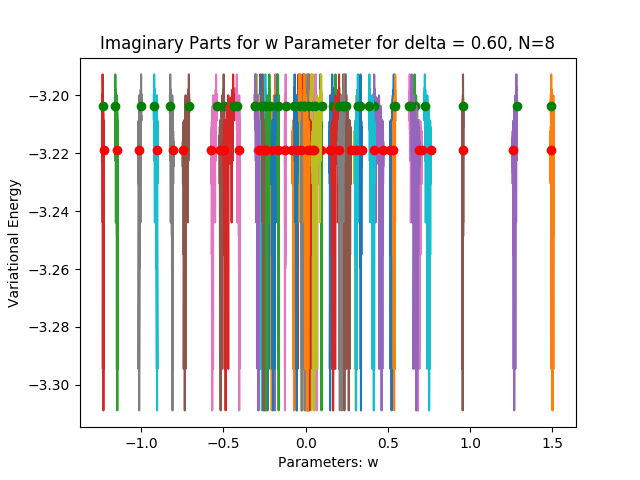 Imaginary Parts for w Parameter for delta = 0.60, N=8
Variational Energy
−3.20
−3.22
−3.24
−3.26
−3.28
−3.30
−1.0 −0.5 0.0 0.5 1.0 1.5
Parameters: w